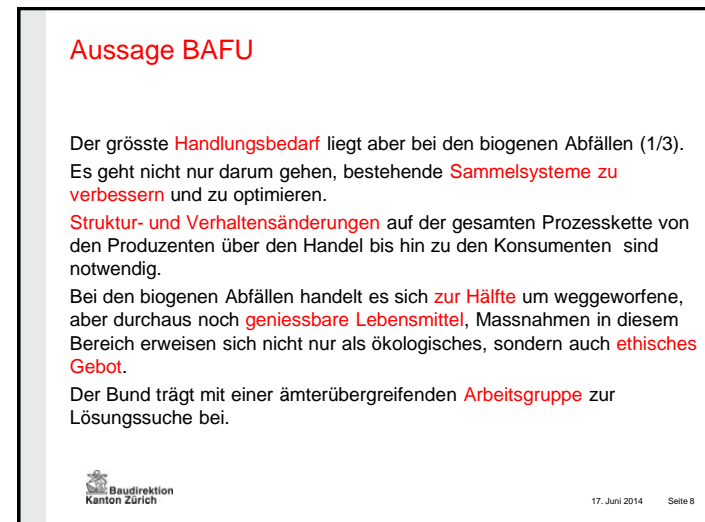 Aussage BAFU
Der grösste Handlungsbedarf liegt aber bei den biogenen Abfällen (1/3).
Es geht nicht nur darum gehen, bestehende Sammelsysteme zu
verbessern und zu optimieren.
Struktur- und Verhaltensänderungen auf der gesamten Prozesskette von
den Produzenten über den Handel bis hin zu den Konsumenten sind
notwendig.
Bei den biogenen Abfällen handelt es sich zur Hälfte um weggeworfene,
aber durchaus noch geniessbare Lebensmittel, Massnahmen in diesem
Bereich erweisen sich nicht nur als ökologisches, sondern auch ethisches
Gebot.
Der Bund trägt mit einer ämterübergreifenden Arbeitsgruppe zur
Lösungssuche bei.
Baudirektion
Kanton Zürich
17. Juni 2014 Seite 8